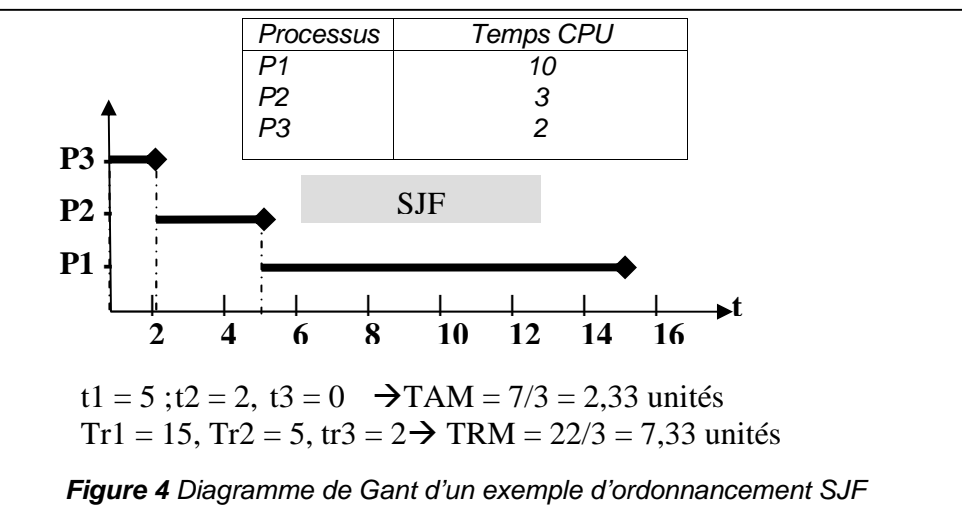 Processus Temps CPU
P1 10
P2 3
P3 2
P3
P2
SJF
P1
t
2 4 6 8 10 12 14 16
t1 = 5 ;t2 = 2, t3 = 0 →TAM = 7/3 = 2,33 unités
Tr1 = 15, Tr2 = 5, tr3 = 2→ TRM = 22/3 = 7,33 unités
Figure 4 Diagramme de Gant d’un exemple d’ordonnancement SJF